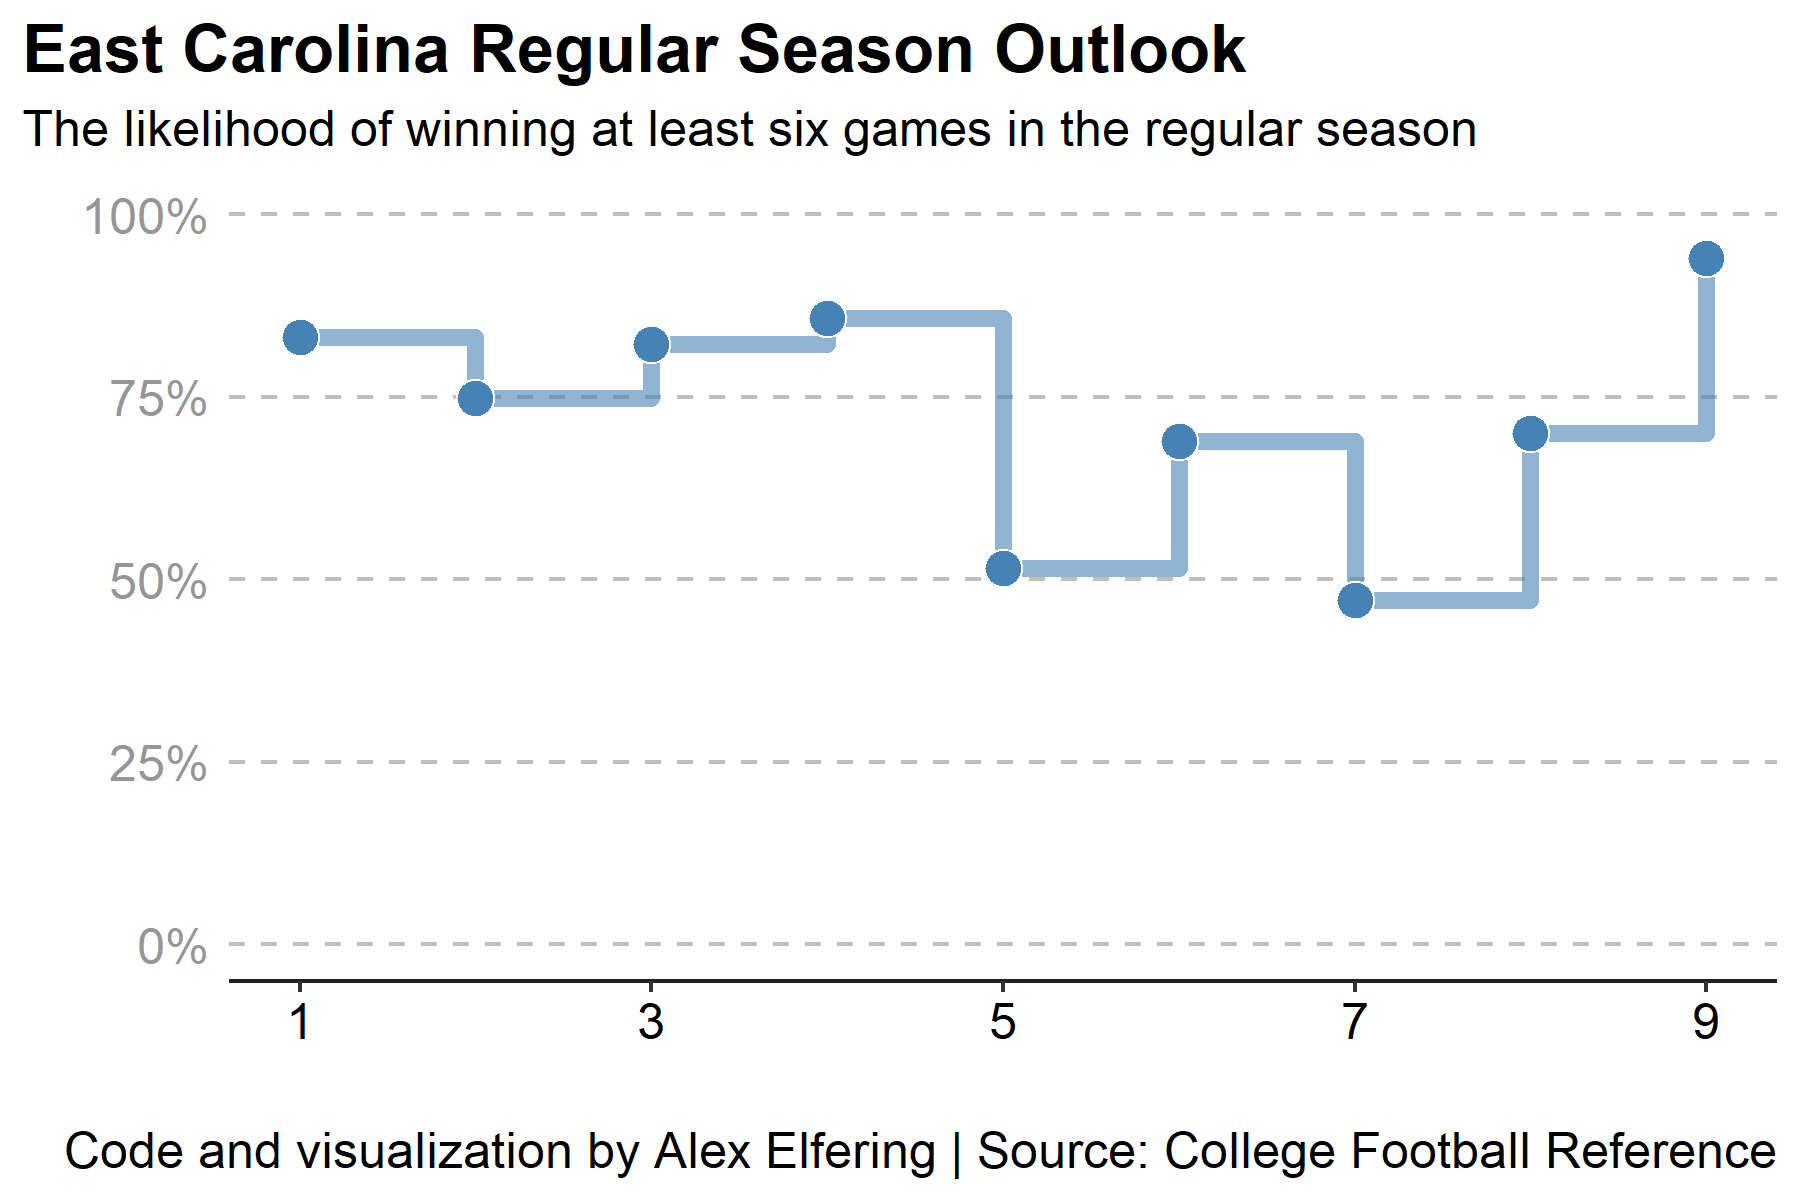 East Carolina Regular Season Outlook
The likelihood of winning at least six games in the regular season
100%
75%
50%
25%
0%
1 3 5 7 9
Code and visualization by Alex Elfering | Source: College Football Reference